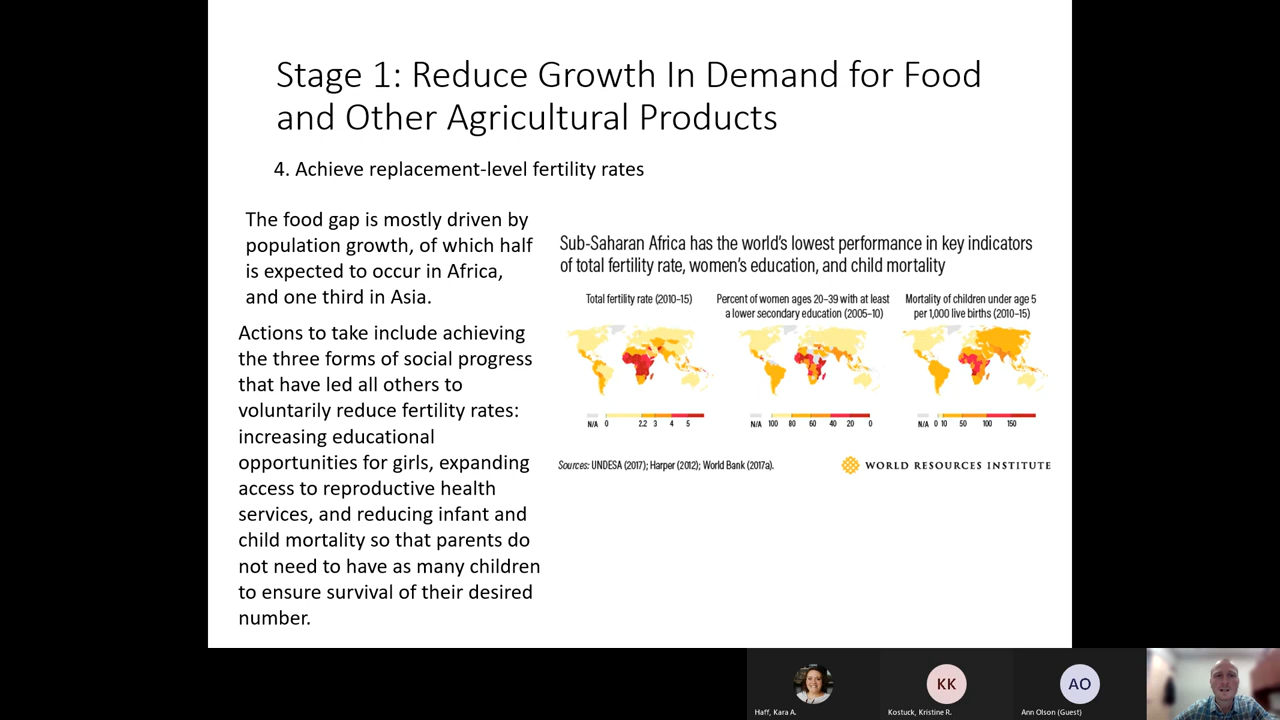 Stage 1: Reduce Growth In Demand for Food
and Other Agricultural Products
4. Achieve replacement-level fertility rates
The food gap is mostly driven by
population growth, of which half
is expected to occur in Africa,
and one third in Asia.
Actions to take include achieving
the three forms of social progress
that have led all others to
voluntarily reduce fertility rates:
increasing educational
opportunities for girls, expanding
access to reproductive health
services, and reducing infant and
child mortality so that parents do
not need to have as many children
to ensure survival of their desired
number.
Sub-Saharan Africa has the world's lowest performance in key indicators
of total fertility rate, women's education, and child mortality
Total fertility rate (2010–15)
N/A 0 2.2 3 4 5
Percent of women ages 20–39 with at least
a lower secondary education (2005–10)
N/A 100 80 60 40 20 0
Mortality of children under age 5
per 1,000 live births (2010–15)
N/A 0 10 50 100 150
Sources: UNDESA (2017); Harper (2012); World Bank (2017a).
WORLD RESOURCES INSTITUTE
Haff, Kara A.
KK
Kostuck, Kristine R.
AO
Ann Olson (Guest)